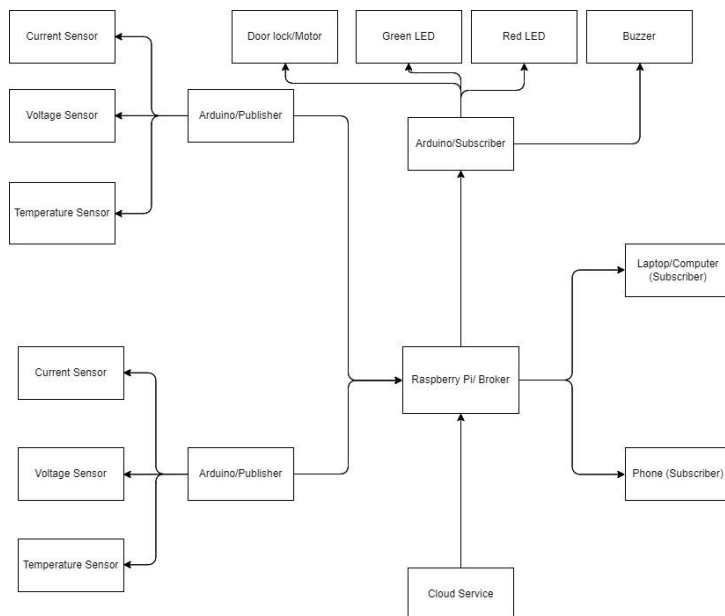 Current Sensor
Door lock/Motor
Green LED
Red LED
Buzzer
Voltage Sensor
Arduino/Publisher
Arduino/Subscriber
Temperature Sensor
Laptop/Computer
(Subscriber)
Current Sensor
Raspberry Pi/ Broker
Voltage Sensor
Arduino/Publisher
Phone (Subscriber)
Temperature Sensor
Cloud Service